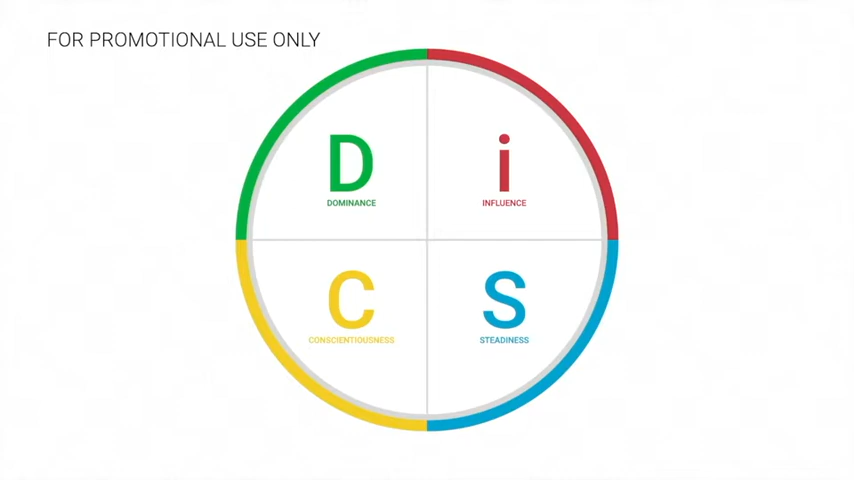 FOR PROMOTIONAL USE ONLY
D
DOMINANCE
i
INFLUENCE
C
CONSCIENTIOUSNESS
S
STEADINESS